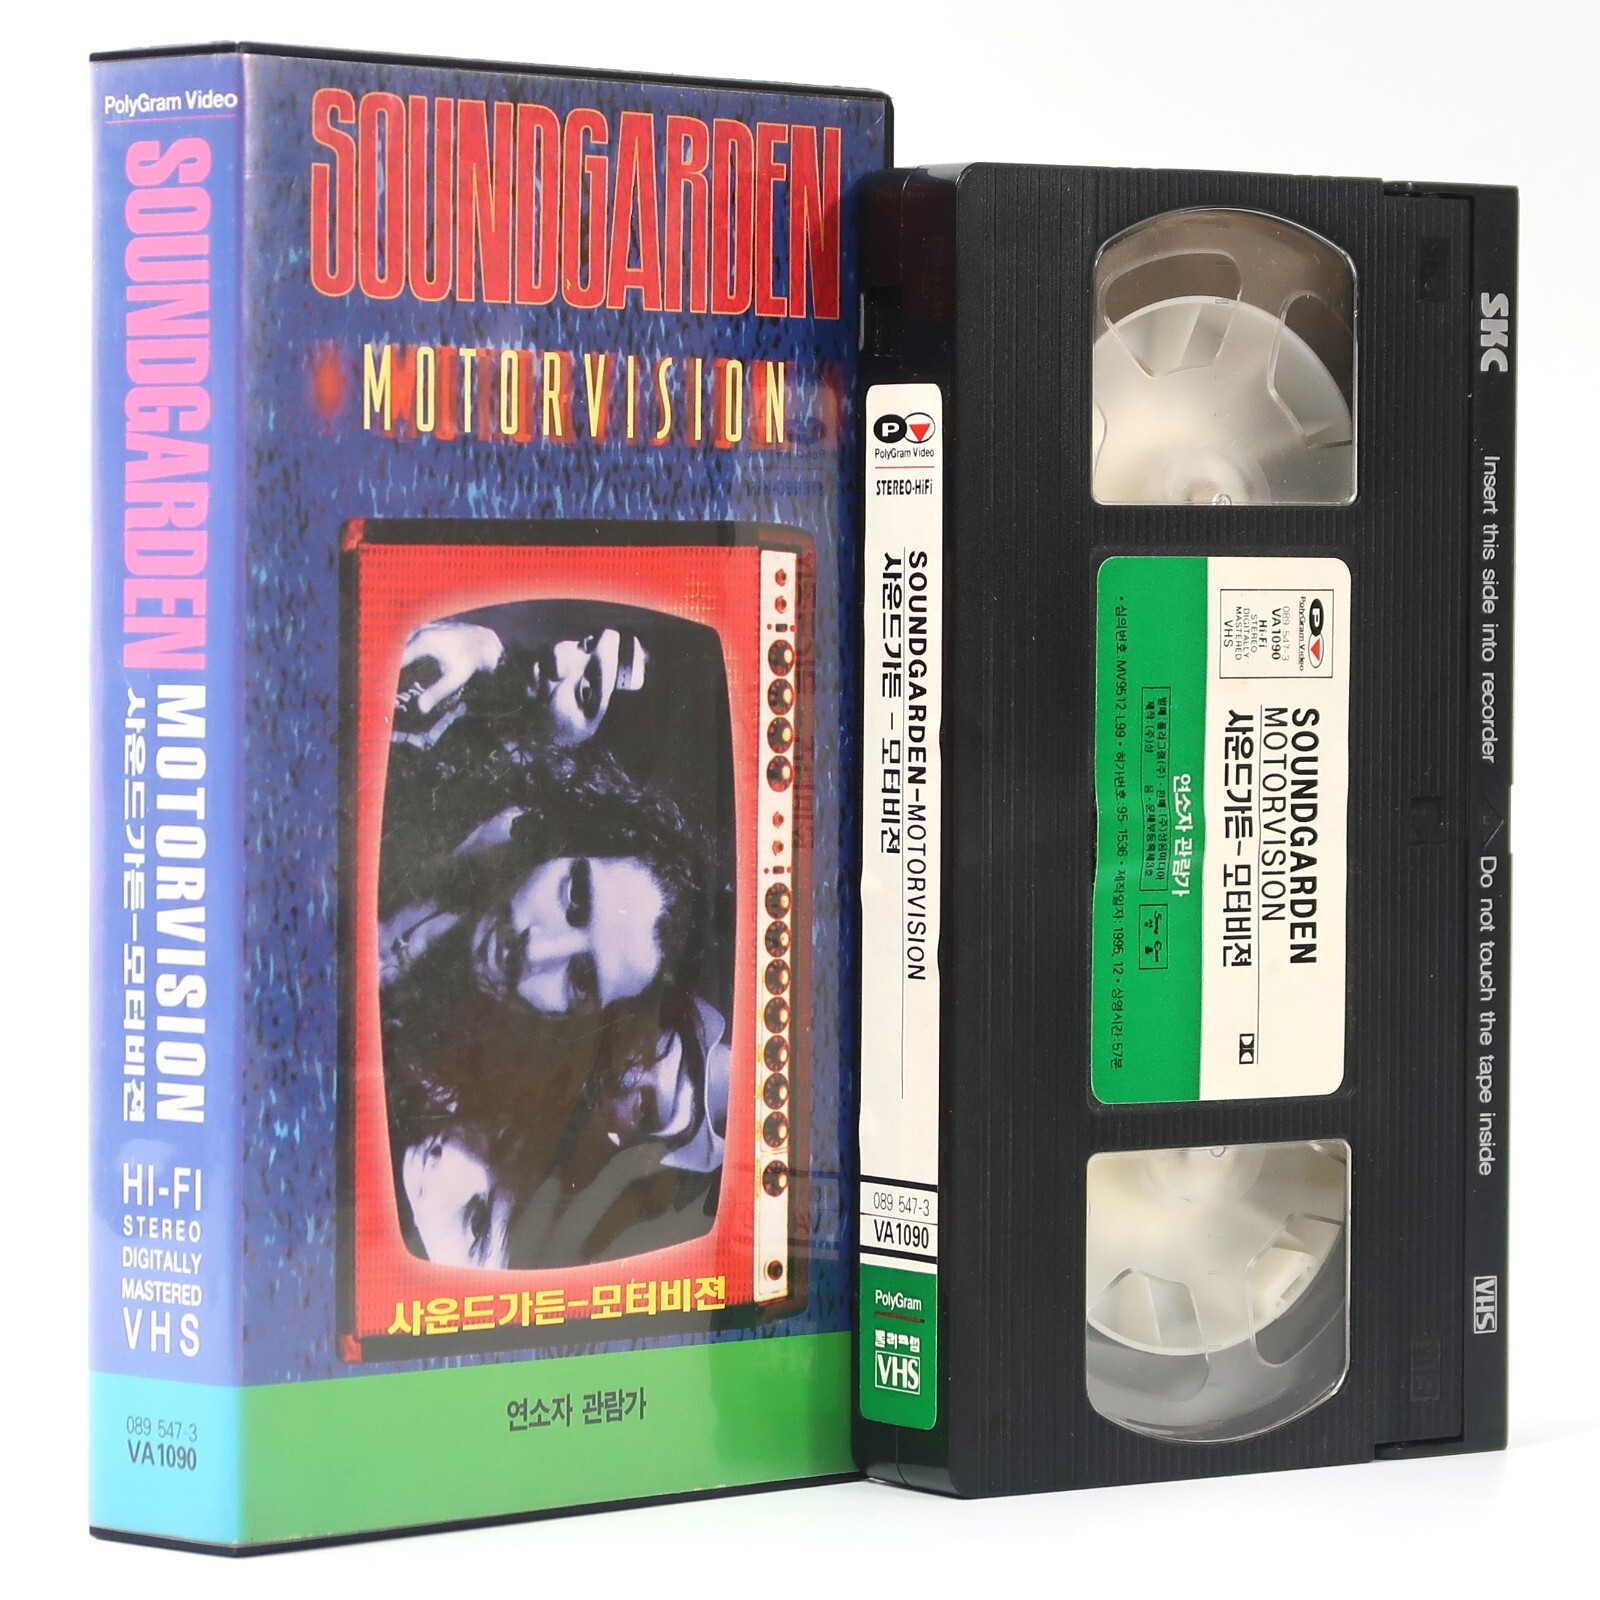 PolyGram Video
SOUNDGARDEN MOTORVISION
사운드가든-모터비젼
HI-FI
STEREO
DIGITALLY
MASTERED
VHS
089 547-3
VA1090
SOUNDGARDEN
MOTORVISION
사운드가든-모터비젼
연소자 관람가
P
PolyGram Video
STEREO-HiFi
SOUNDGARDEN-MOTORVISION
사운드가든 - 모터비젼
089 547-3
VA1090
PolyGram
폴리그램
VHS
P
PolyGram Video
089 547-3
VA1090
Hi-Fi
STEREO
DIGITALLY
MASTERED
VHS
SOUNDGARDEN
MOTORVISION
사운드가든- 모터비젼
연소자 관람가
SKC
Insert this side into recorder
Do not touch the tape inside
VHS